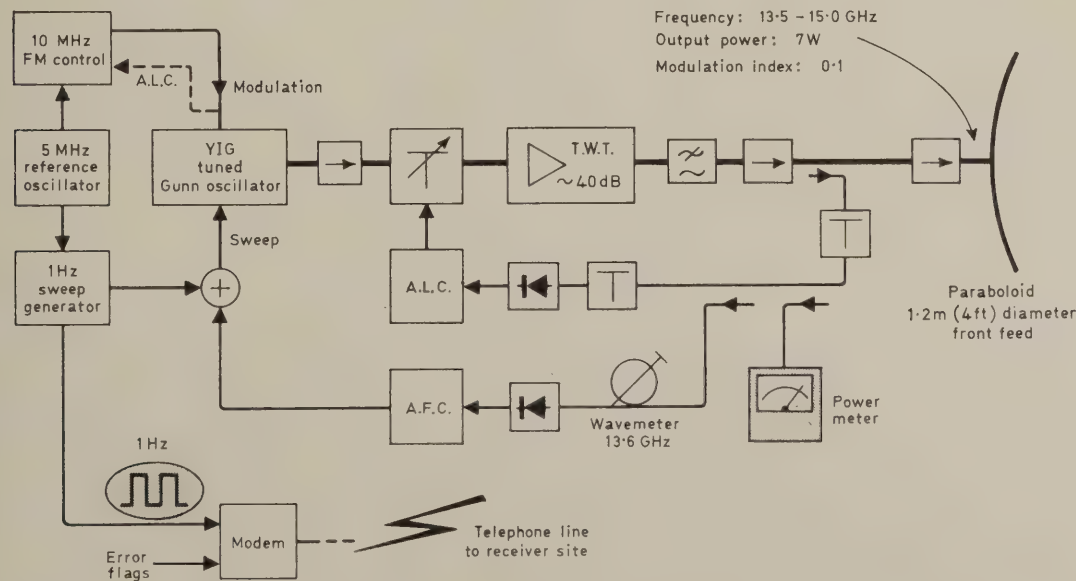 Frequency: 13·5 – 15·0 GHz
Output power: 7W
Modulation index: 0·1
10 MHz
FM control
A.L.C.
Modulation
5 MHz
reference
oscillator
YIG
tuned
Gunn oscillator
T.W.T.
~40dB
Sweep
1Hz
sweep
generator
+
A.L.C.
Paraboloid
1·2m (4ft) diameter
front feed
A.F.C.
Wavemeter
13·6 GHz
Power
meter
1Hz
Modem
Error
flags
Telephone line
to receiver site